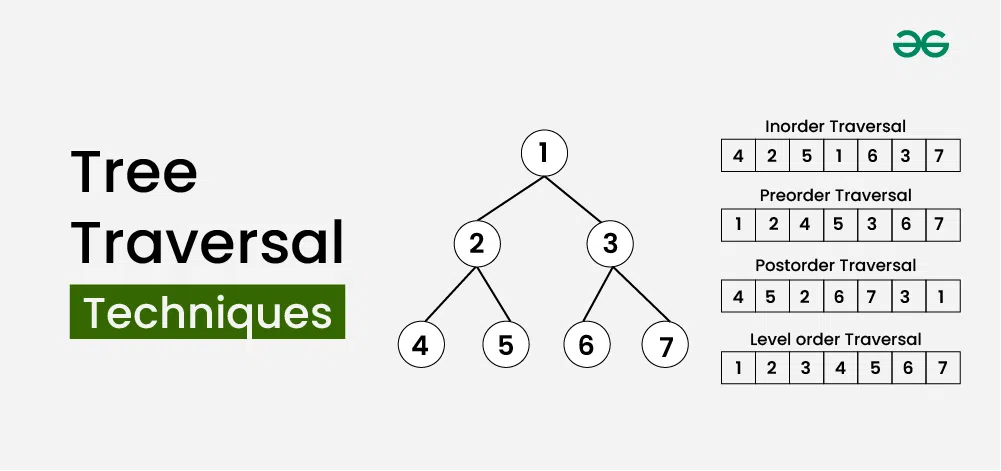 Tree
Traversal
Techniques
1
2 3
4 5 6 7
Inorder Traversal
4 2 5 1 6 3 7
Preorder Traversal
1 2 4 5 3 6 7
Postorder Traversal
4 5 2 6 7 3 1
Level order Traversal
1 2 3 4 5 6 7